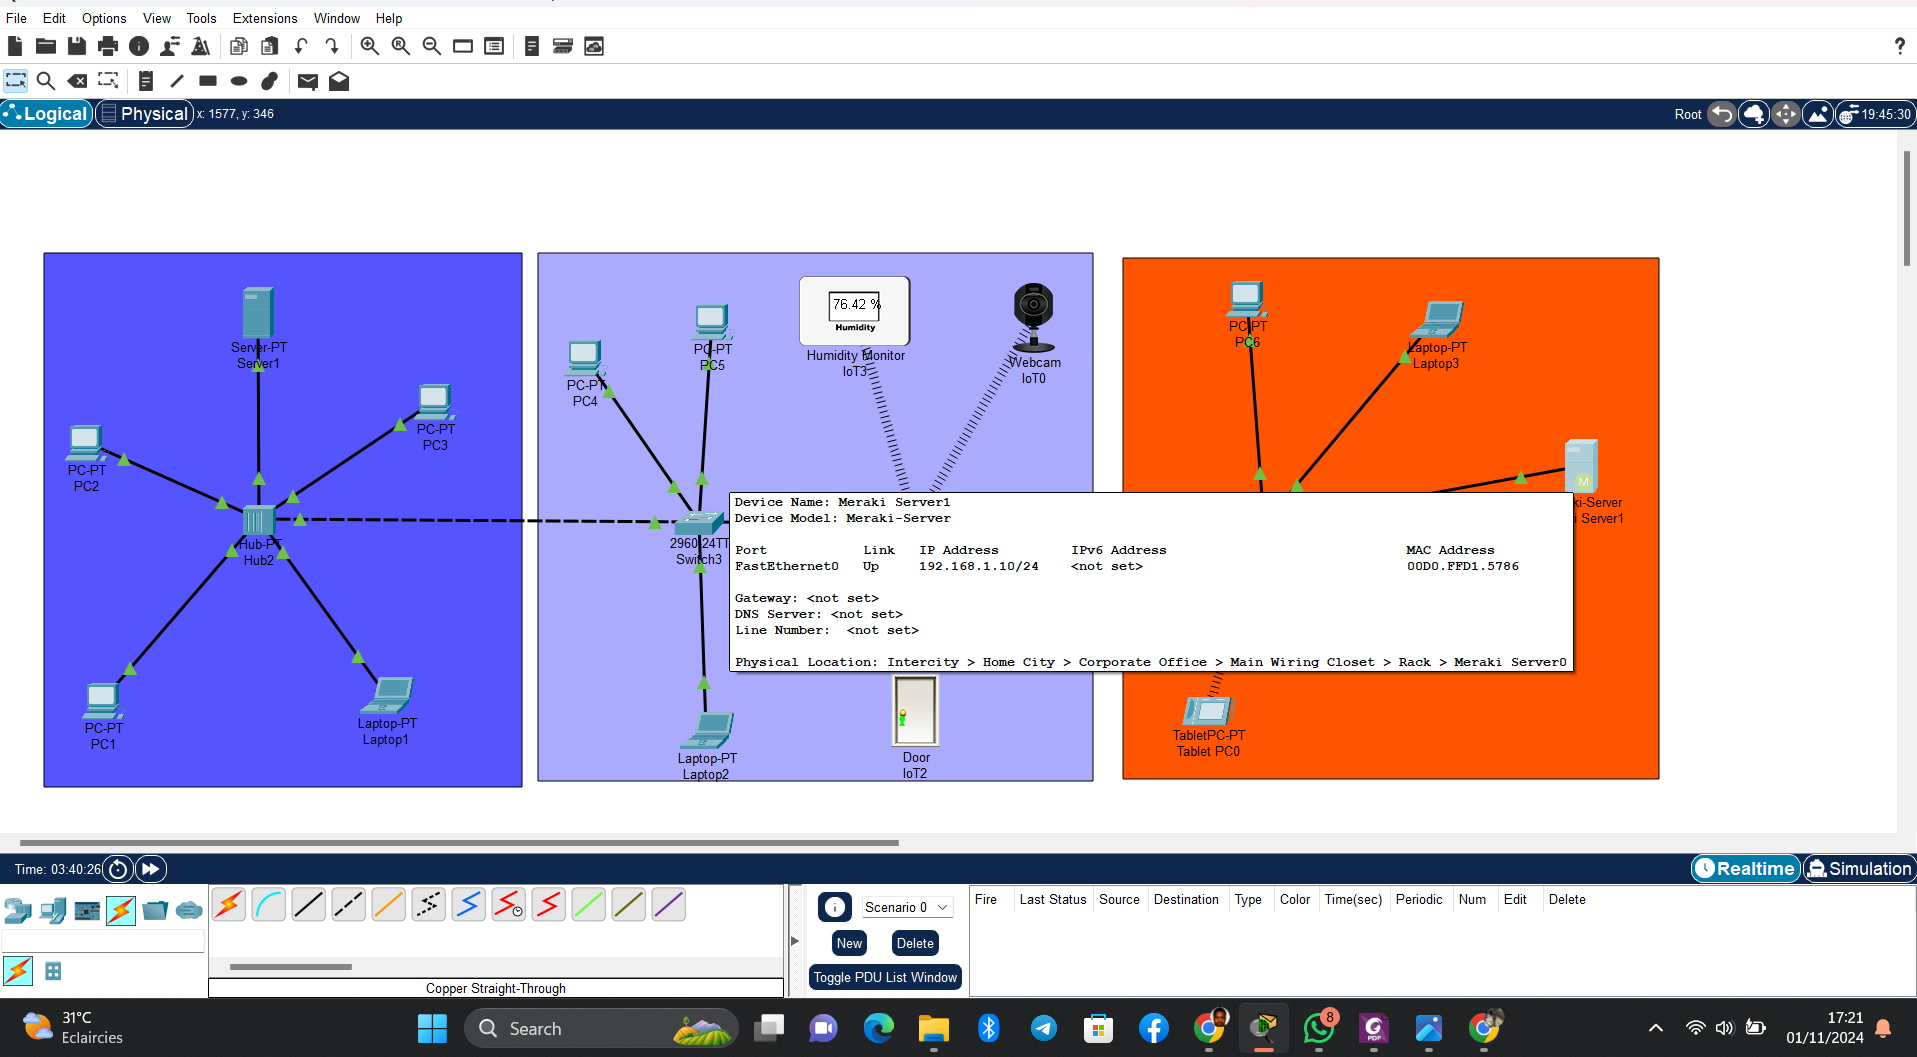 File Edit Options View Tools Extensions Window Help
?
Logical Physical x: 1577, y: 346 Root 19:45:30
Server-PT
Server1
PC-PT
PC2
PC-PT
PC3
Hub-PT
Hub2
PC-PT
PC1
Laptop-PT
Laptop1
PC-PT
PC4
PC-PT
PC5
76.42 %
Humidity
Humidity Monitor
IoT3
Webcam
IoT0
2960-24TT
Switch3
Laptop-PT
Laptop2
Door
IoT2
PC-PT
PC6
Laptop-PT
Laptop3
M
ki-Server
i Server1
TabletPC-PT
Tablet PC0
Device Name: Meraki Server1
Device Model: Meraki-Server
Port Link IP Address IPv6 Address MAC Address
FastEthernet0 Up 192.168.1.10/24 <not set> 00D0.FFD1.5786
Gateway: <not set>
DNS Server: <not set>
Line Number: <not set>
Physical Location: Intercity > Home City > Corporate Office > Main Wiring Closet > Rack > Meraki Server0
Time: 03:40:26 Realtime Simulation
Scenario 0
New Delete
Toggle PDU List Window
Fire Last Status Source Destination Type Color Time(sec) Periodic Num Edit Delete
Copper Straight-Through
31°C
Eclaircies
Search
8
PDF
17:21
01/11/2024